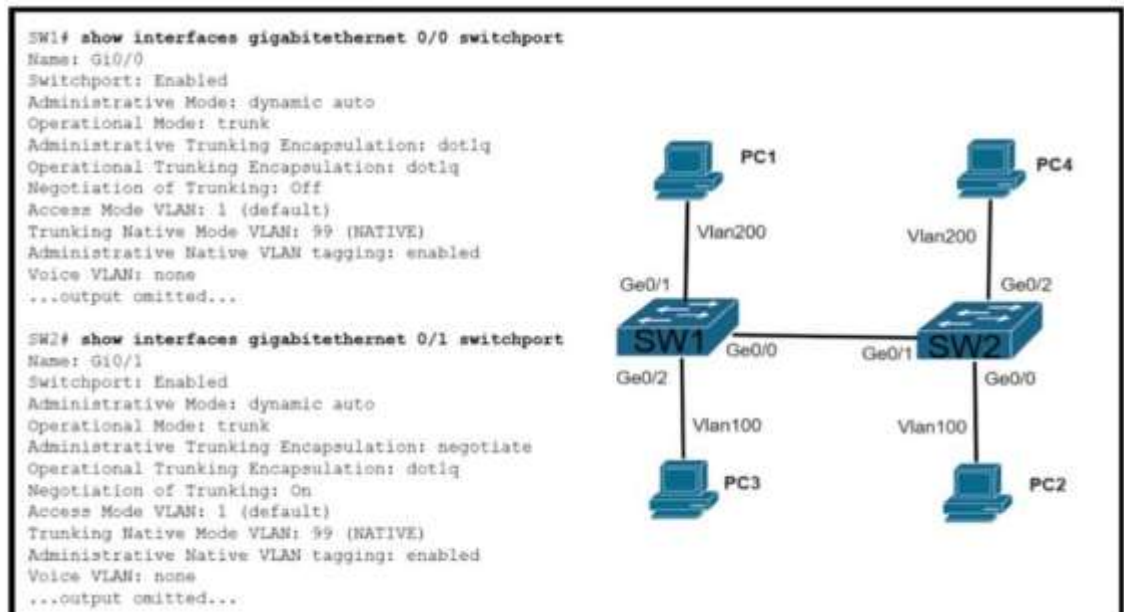 SW1# show interfaces gigabitethernet 0/0 switchport
Name: Gi0/0
Switchport: Enabled
Administrative Mode: dynamic auto
Operational Mode: trunk
Administrative Trunking Encapsulation: dot1q
Operational Trunking Encapsulation: dot1q
Negotiation of Trunking: Off
Access Mode VLAN: 1 (default)
Trunking Native Mode VLAN: 99 (NATIVE)
Administrative Native VLAN tagging: enabled
Voice VLAN: none
...output omitted...
SW2# show interfaces gigabitethernet 0/1 switchport
Name: Gi0/1
Switchport: Enabled
Administrative Mode: dynamic auto
Operational Mode: trunk
Administrative Trunking Encapsulation: negotiate
Operational Trunking Encapsulation: dot1q
Negotiation of Trunking: On
Access Mode VLAN: 1 (default)
Trunking Native Mode VLAN: 99 (NATIVE)
Administrative Native VLAN tagging: enabled
Voice VLAN: none
...output omitted...
PC1
PC4
Vlan200
Vlan200
Ge0/1
Ge0/2
SW1
Ge0/0
Ge0/1
SW2
Ge0/2
Ge0/0
Vlan100
Vlan100
PC3
PC2